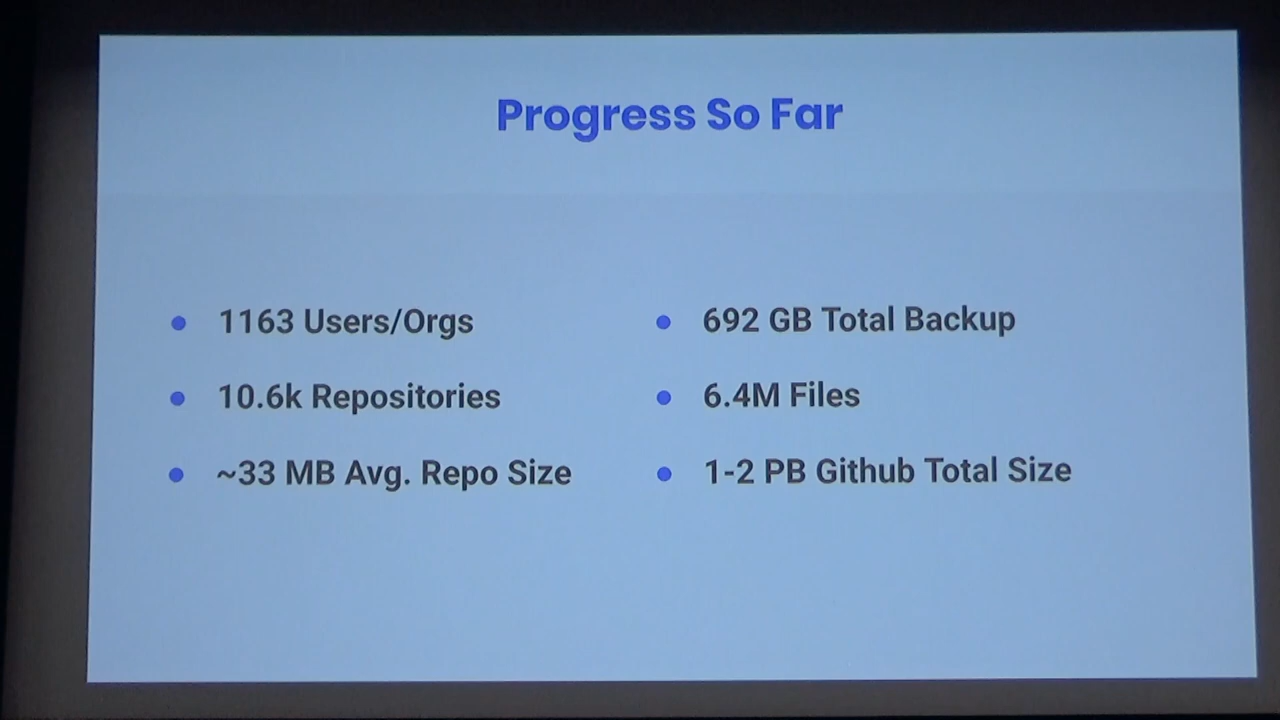 Progress So Far
1163 Users/Orgs
10.6k Repositories
~33 MB Avg. Repo Size
692 GB Total Backup
6.4M Files
1-2 PB Github Total Size